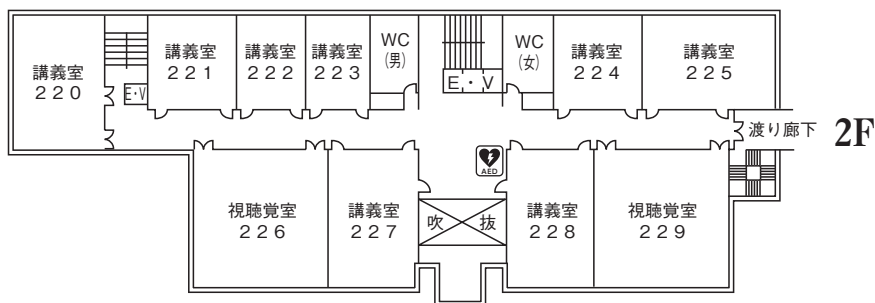 講義室
２２０
E・V
講義室
２２１
講義室
２２２
講義室
２２３
WC
(男)
E・V
WC
(女)
講義室
２２４
講義室
２２５
渡り廊下
2F
AED
視聴覚室
２２６
講義室
２２７
吹 抜
講義室
２２８
視聴覚室
２２９